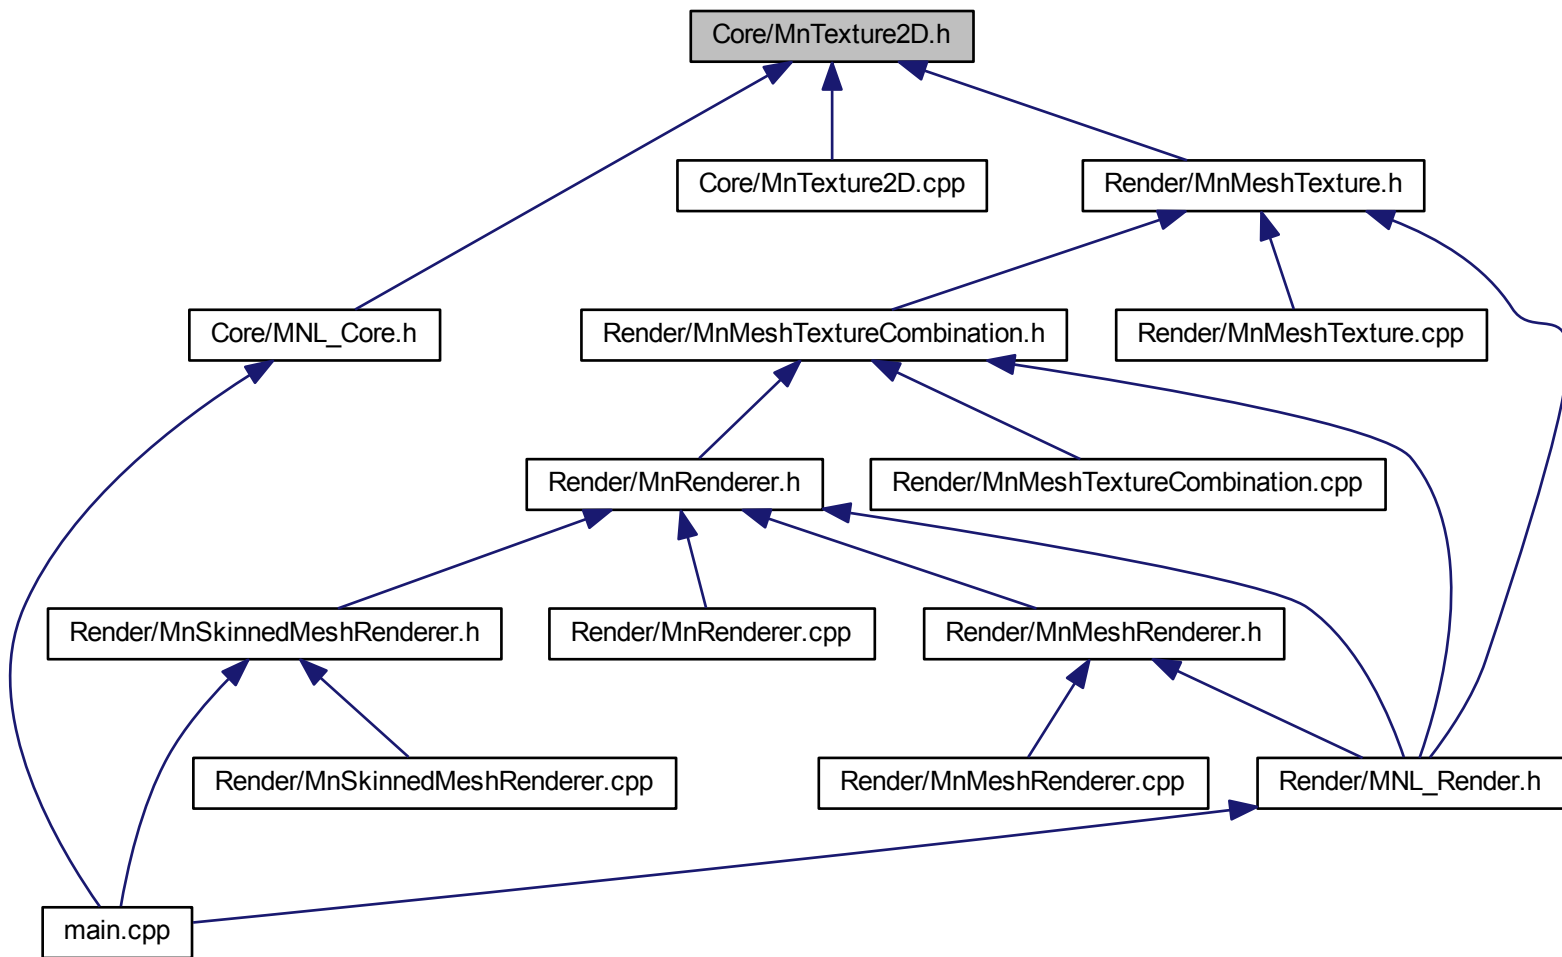 Core/MnTexture2D.h
Core/MnTexture2D.cpp
Render/MnMeshTexture.h
Core/MNL_Core.h
Render/MnMeshTextureCombination.h
Render/MnMeshTexture.cpp
Render/MnRenderer.h
Render/MnMeshTextureCombination.cpp
Render/MnSkinnedMeshRenderer.h
Render/MnRenderer.cpp
Render/MnMeshRenderer.h
Render/MnSkinnedMeshRenderer.cpp
Render/MnMeshRenderer.cpp
Render/MNL_Render.h
main.cpp